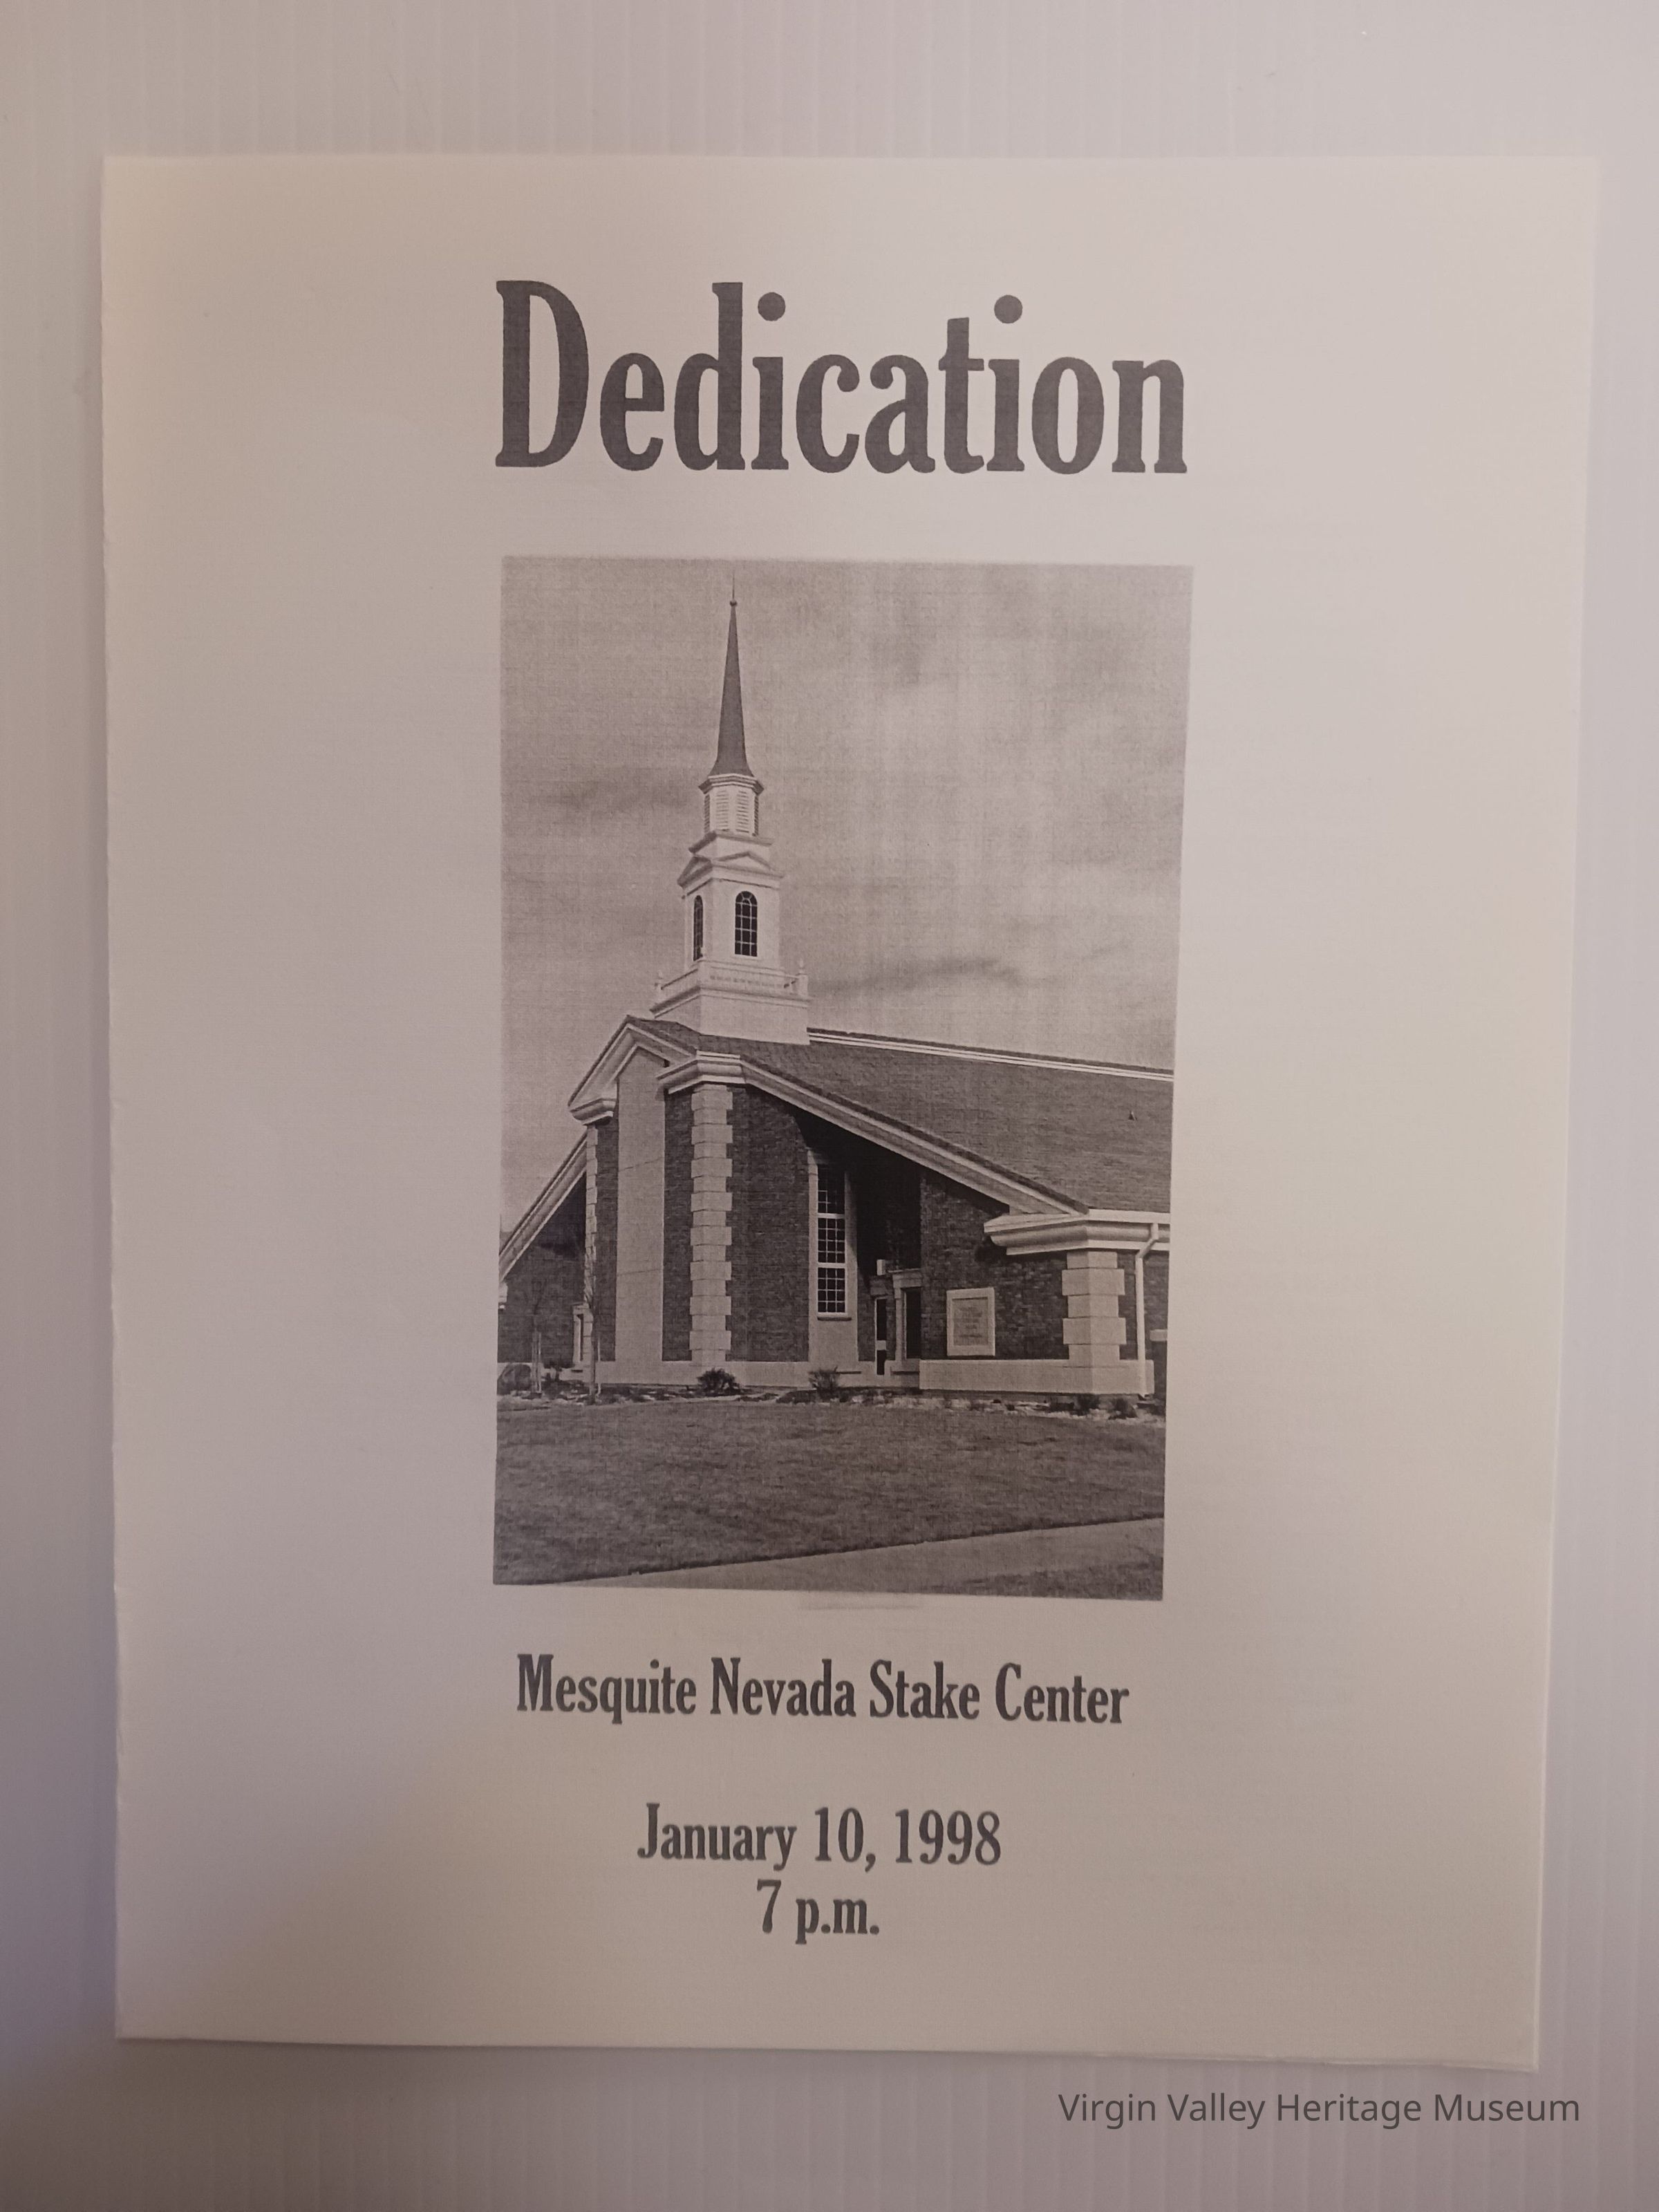 Dedication
Mesquite Nevada Stake Center
January 10, 1998
7 p.m.
Virgin Valley Heritage Museum